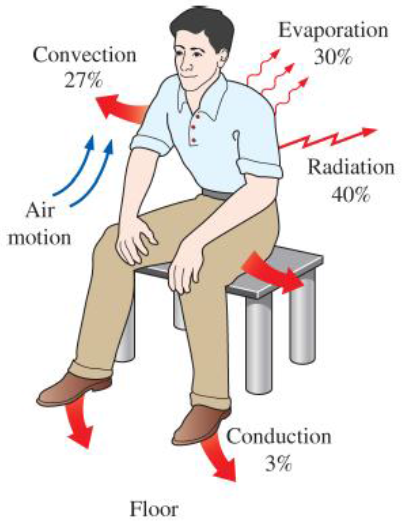 Evaporation
30%
Convection
27%
Radiation
40%
Air
motion
Conduction
3%
Floor